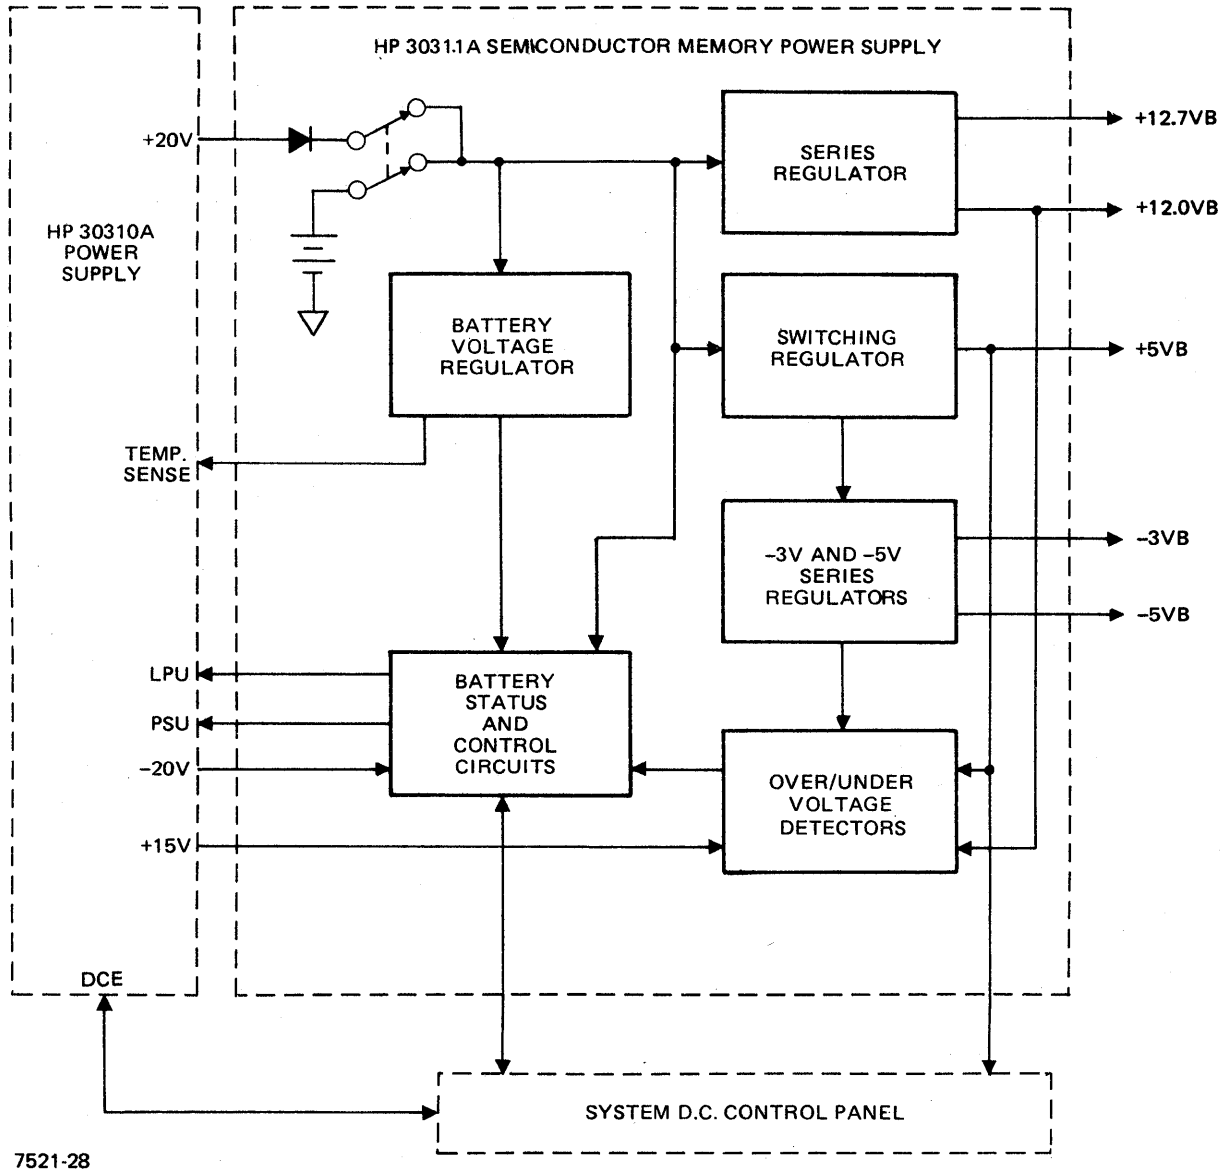 HP 30311A SEMICONDUCTOR MEMORY POWER SUPPLY
+20V
HP 30310A
POWER
SUPPLY
SERIES
REGULATOR
+12.7VB
+12.0VB
BATTERY
VOLTAGE
REGULATOR
SWITCHING
REGULATOR
+5VB
TEMP.
SENSE
-3V AND -5V
SERIES
REGULATORS
-3VB
-5VB
LPU
PSU
-20V
+15V
BATTERY
STATUS
AND
CONTROL
CIRCUITS
OVER/UNDER
VOLTAGE
DETECTORS
DCE
SYSTEM D.C. CONTROL PANEL
7521-28